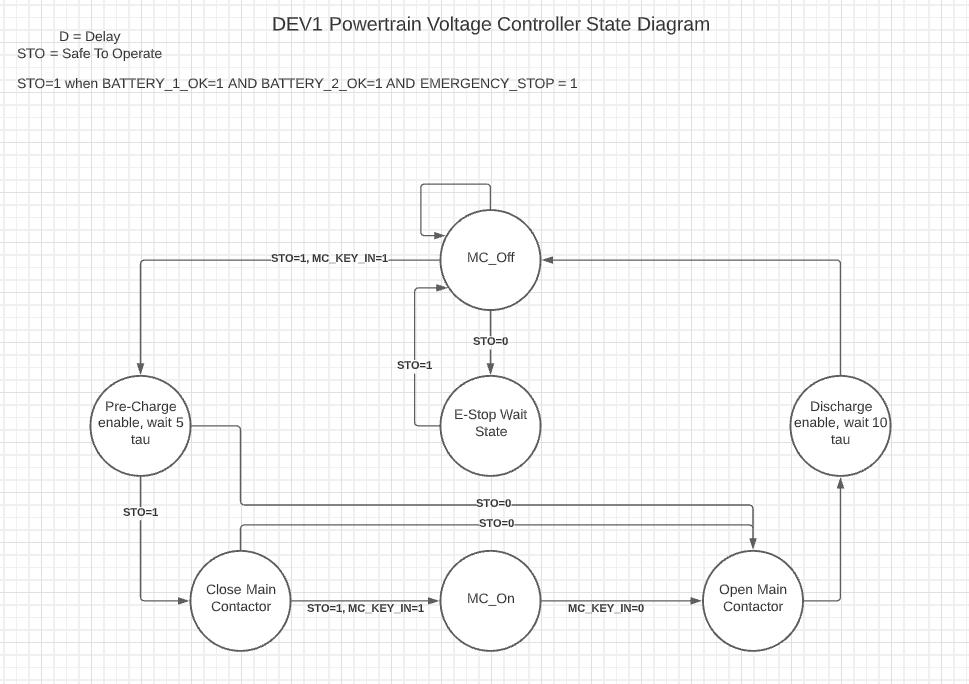 DEV1 Powertrain Voltage Controller State Diagram
D = Delay
STO = Safe To Operate
STO=1 when BATTERY_1_OK=1 AND BATTERY_2_OK=1 AND EMERGENCY_STOP = 1
MC_Off
STO=1, MC_KEY_IN=1
STO=0
STO=1
Pre-Charge
enable, wait 5
tau
E-Stop Wait
State
Discharge
enable, wait 10
tau
STO=1
STO=0
STO=0
Close Main
Contactor
STO=1, MC_KEY_IN=1
MC_On
MC_KEY_IN=0
Open Main
Contactor